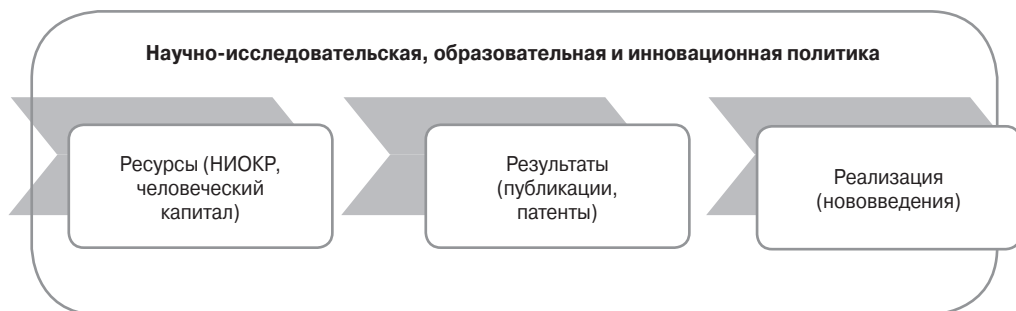 Научно-исследовательская, образовательная и инновационная политика
Ресурсы (НИОКР,
человеческий
капитал)
Результаты
(публикации,
патенты)
Реализация
(нововведения)